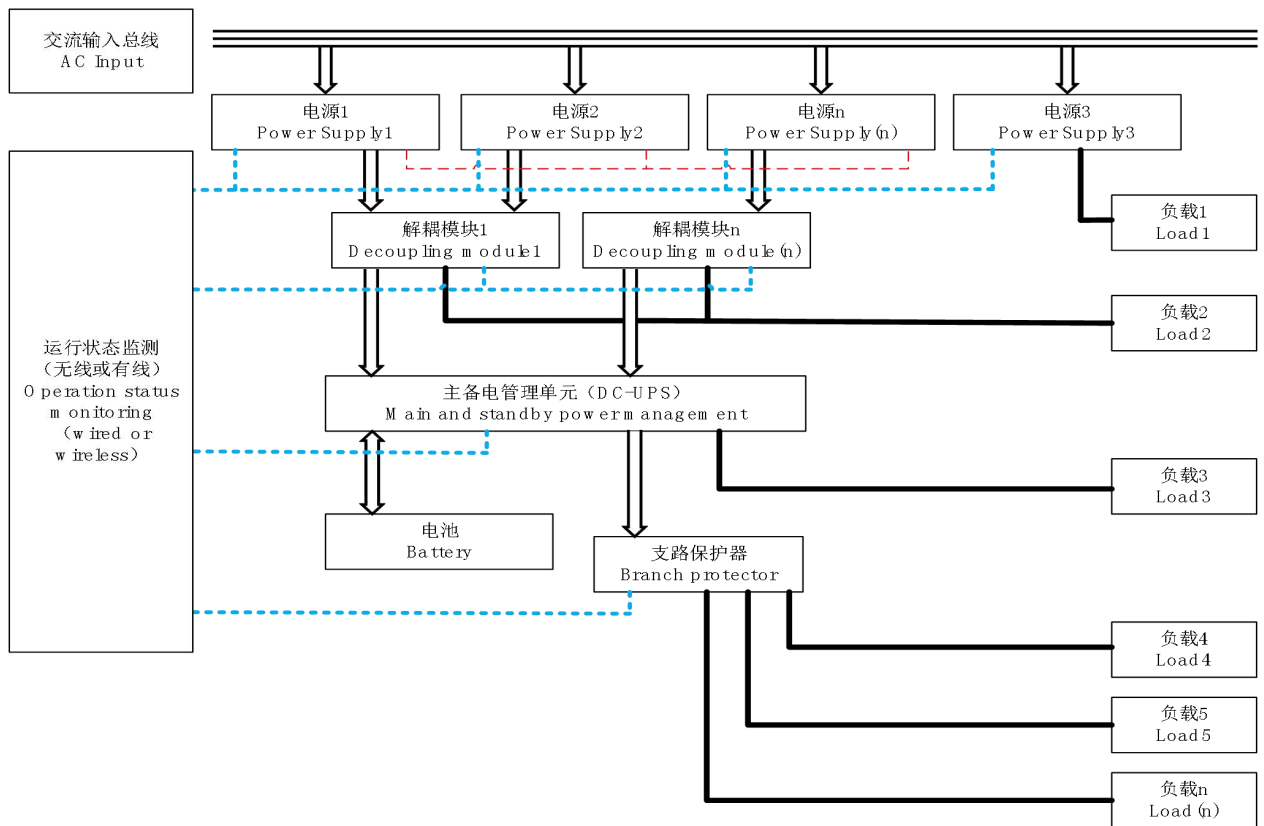 交流输入总线
AC Input
电源1
Power Supply1
电源2
Power Supply2
电源n
Power Supply(n)
电源3
Power Supply3
负载1
Load1
解耦模块1
Decoupling module1
解耦模块n
Decoupling module(n)
负载2
Load2
运行状态监测
（无线或有线）
Operation status
monitoring
（wired or
wireless）
主备电管理单元（DC-UPS）
Main and standby power management
负载3
Load3
电池
Battery
支路保护器
Branch protector
负载4
Load4
负载5
Load5
负载n
Load(n)